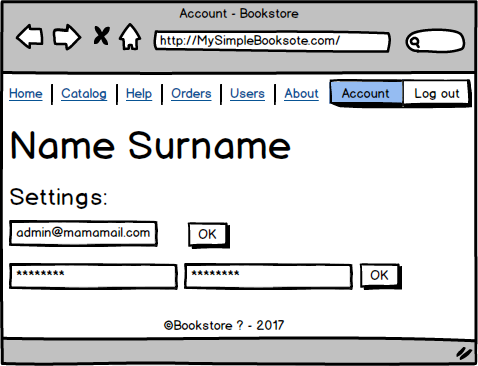 Account - Bookstore
http://MySimpleBooksote.com/
Home | Catalog | Help | Orders | Users | About Account Log out
Name Surname
Settings:
admin@mamamail.com OK
******** ******** OK
©Bookstore ? - 2017